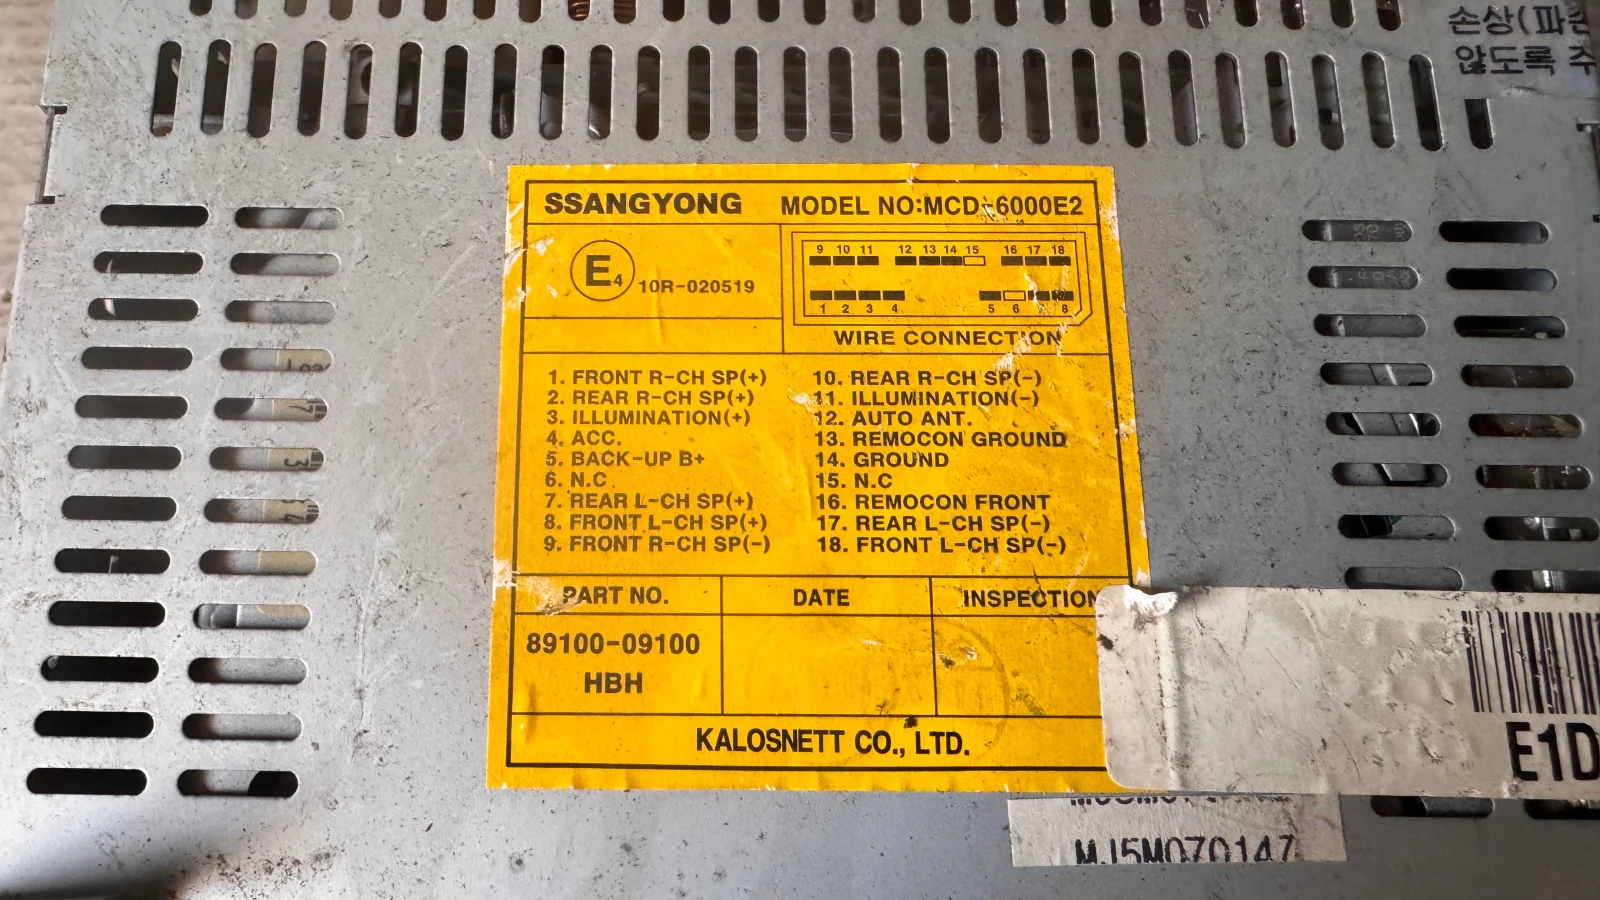 손상(파
않도록 주
SSANGYONG MODEL NO:MCD-6000E2
E4 10R-020519
9 10 11 12 13 14 15 16 17 18
1 2 3 4 5 6 7 8
WIRE CONNECTION
1. FRONT R-CH SP(+) 10. REAR R-CH SP(-)
2. REAR R-CH SP(+) 11. ILLUMINATION(-)
3. ILLUMINATION(+) 12. AUTO ANT.
4. ACC. 13. REMOCON GROUND
5. BACK-UP B+ 14. GROUND
6. N.C. 15. N.C
7. REAR L-CH SP(+) 16. REMOCON FRONT
8. FRONT L-CH SP(+) 17. REAR L-CH SP(-)
9. FRONT R-CH SP(-) 18. FRONT L-CH SP(-)
PART NO. DATE INSPECTION
89100-09100
HBH
KALOSNETT CO., LTD.
E1D
MJ5M070147